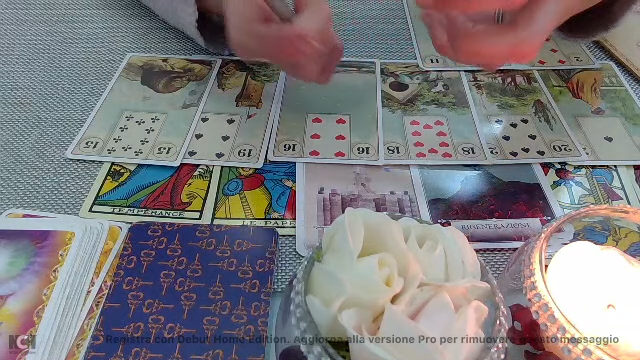 11
15 15 19 16 16 18 18 20
TEMPERANCE LE·PAPE
RIGENERAZIONE
Registra con Debut Home Edition. Aggiorna alla versione Pro per rimuovere questo messaggio